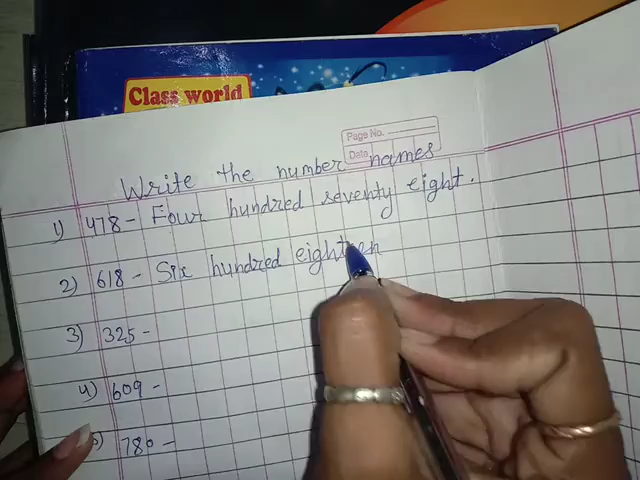 Class world
Page No.
Date
Write the number names
1) 478 - Four hundred seventy eight.
2) 618 - Six hundred eighteen
3) 325 -
4) 609 -
5) 780 -